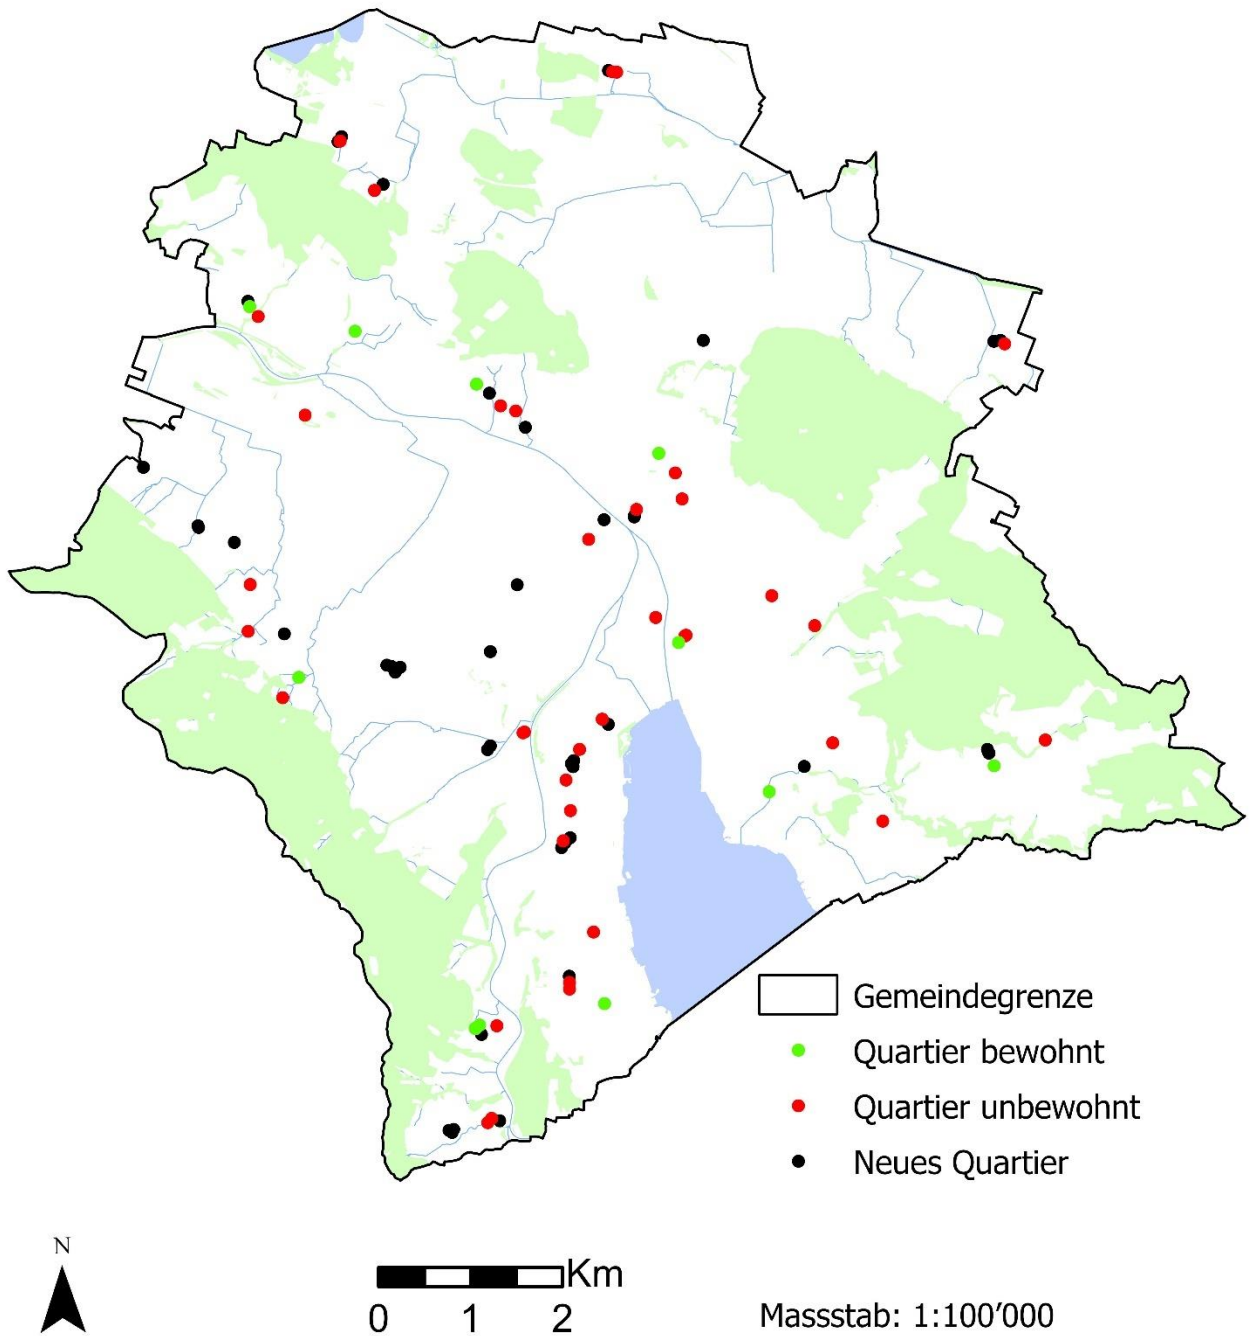 Gemeindegrenze
Quartier bewohnt
Quartier unbewohnt
Neues Quartier
N
Km
0 1 2
Massstab: 1:100'000